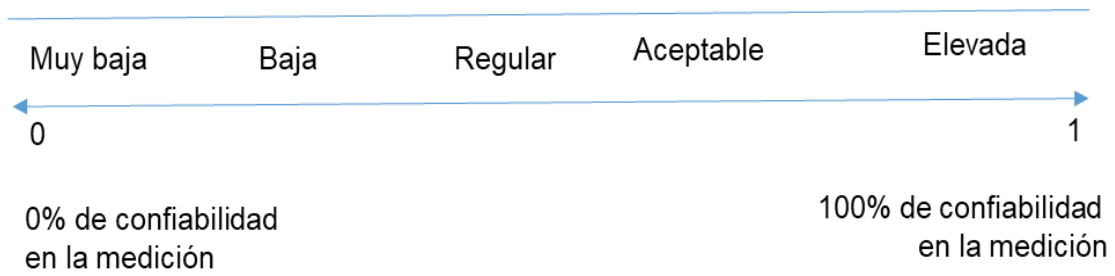 Muy baja Baja Regular Aceptable Elevada
0 1
0% de confiabilidad
en la medición
100% de confiabilidad
en la medición